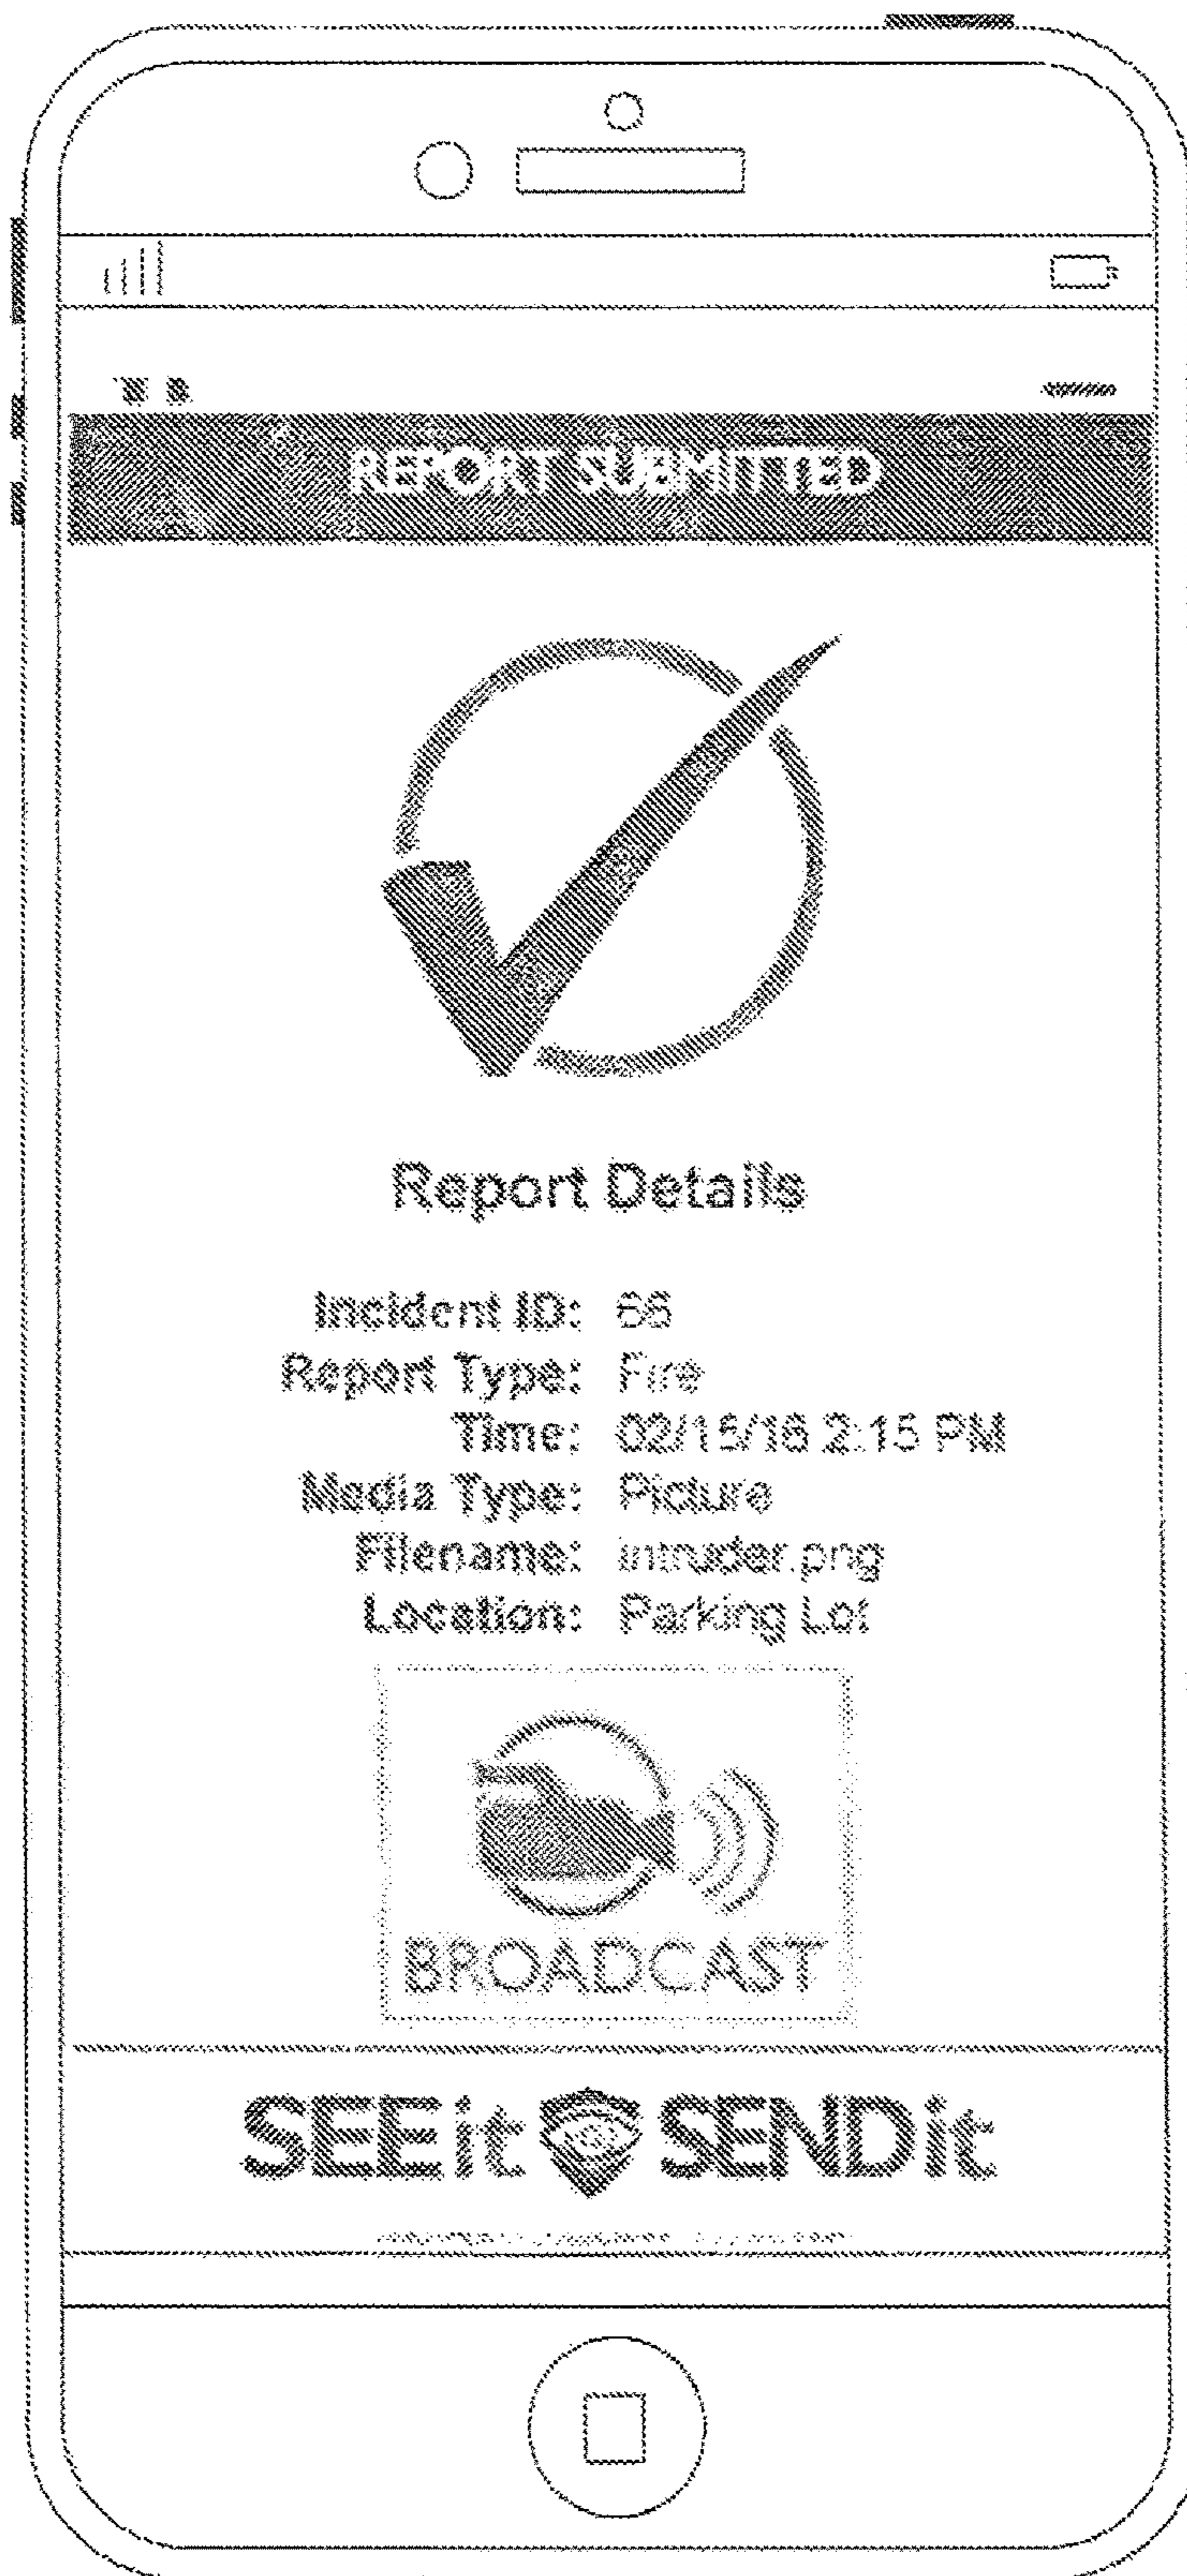 REPORT SUBMITTED
Report Details
Incident ID: 66
Report Type: Fire
Time: 02/15/16 2:15 PM
Media Type: Picture
Filename: intruder.png
Location: Parking Lot
BROADCAST
SEEit SENDit